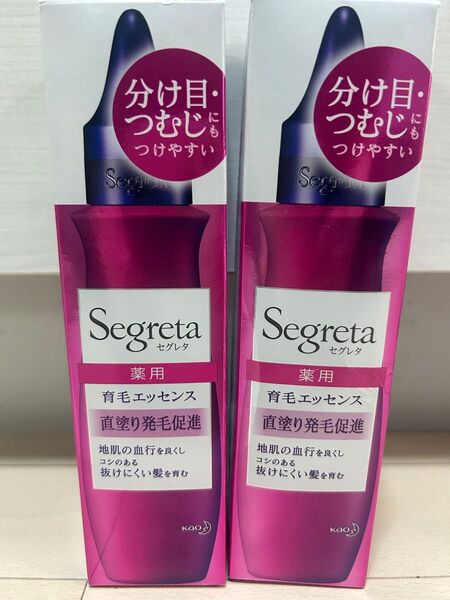 分け目・
つむじにも
つけやすい
Segreta
Segreta
セグレタ
薬用
育毛エッセンス
直塗り発毛促進
地肌の血行を良くし
コシのある
抜けにくい髪を育む
Kao
分け目・
つむじにも
つけやすい
Segreta
Segreta
セグレタ
薬用
育毛エッセンス
直塗り発毛促進
地肌の血行を良くし
コシのある
抜けにくい髪を育む
Kao